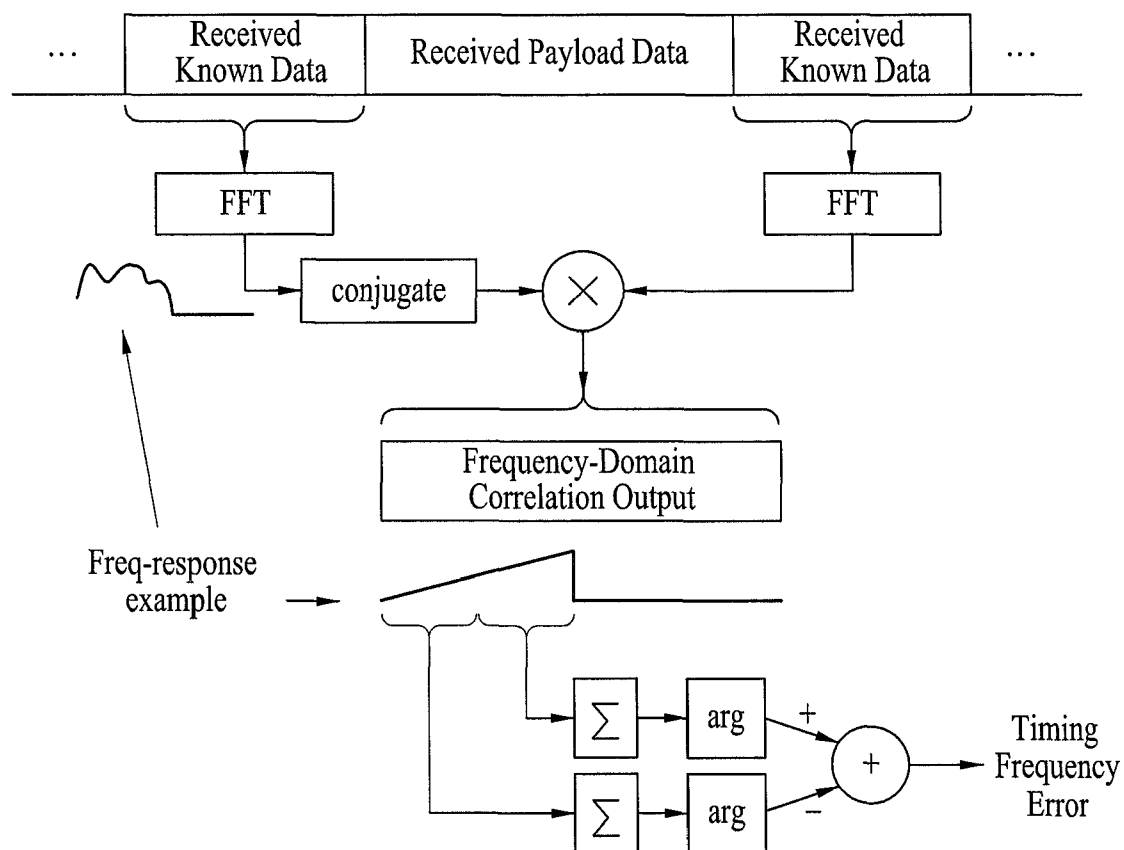 ...
Received
Known Data
Received Payload Data
Received
Known Data
...
FFT
FFT
conjugate
×
Frequency-Domain
Correlation Output
Freq-response
example
∑
arg
+
+
Timing
Frequency
Error
∑
arg
−